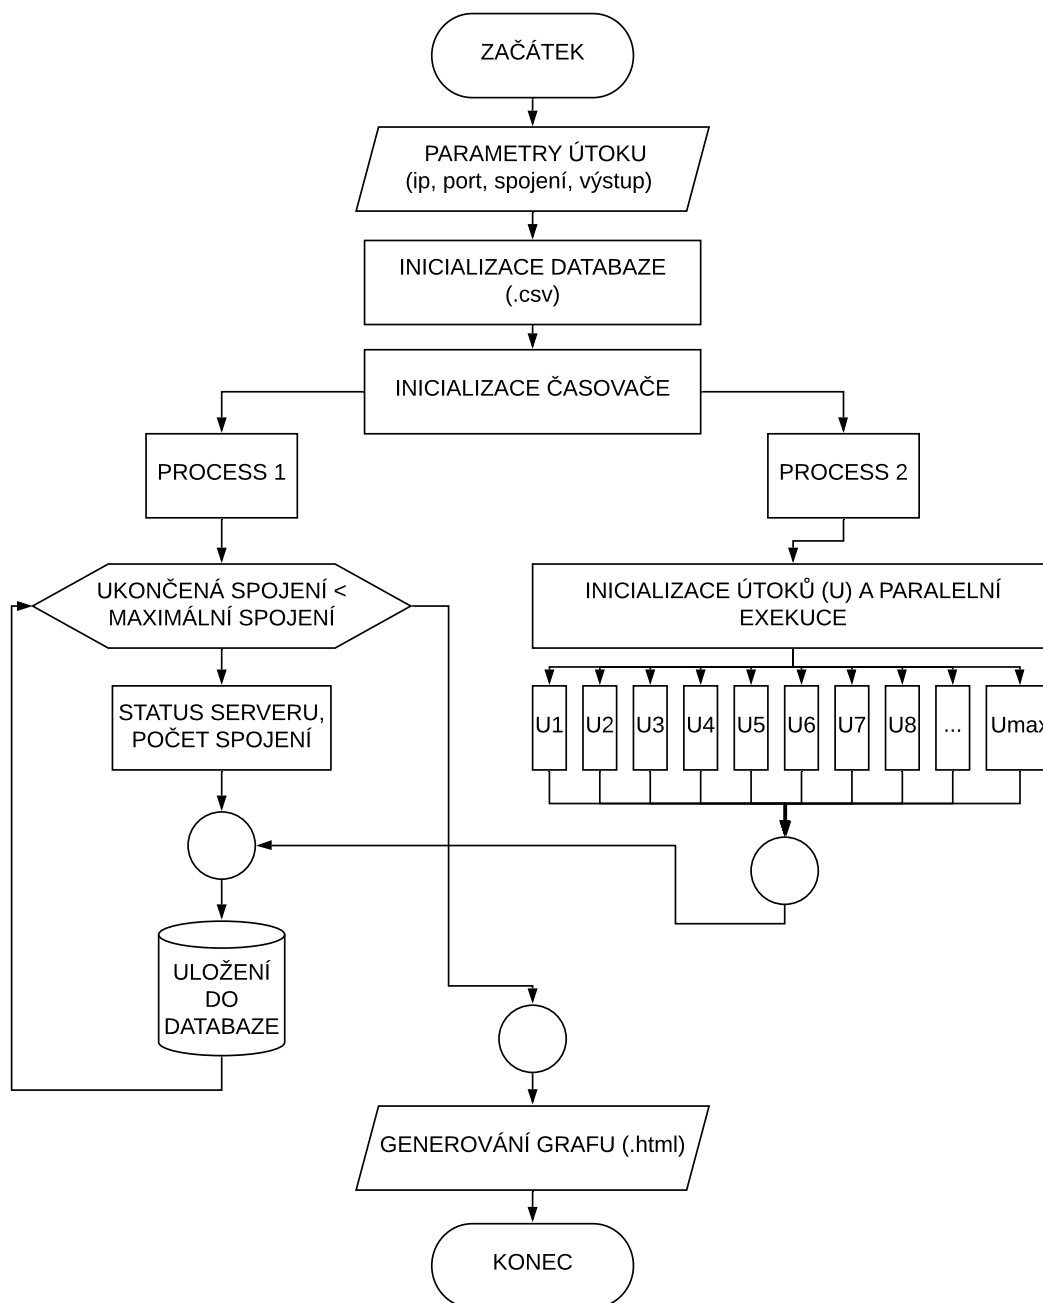 ZAČÁTEK
PARAMETRY ÚTOKU
(ip, port, spojení, výstup)
INICIALIZACE DATABAZE
(.csv)
INICIALIZACE ČASOVAČE
PROCESS 1
PROCESS 2
UKONČENÁ SPOJENÍ <
MAXIMÁLNÍ SPOJENÍ
INICIALIZACE ÚTOKŮ (U) A PARALELNÍ
EXEKUCE
STATUS SERVERU,
POČET SPOJENÍ
U1
U2
U3
U4
U5
U6
U7
U8
...
Umax
ULOŽENÍ
DO
DATABAZE
GENEROVÁNÍ GRAFU (.html)
KONEC